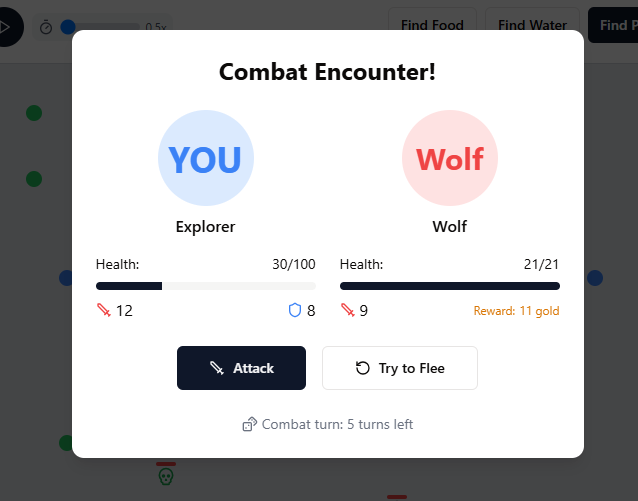 0.5x
Find Food
Find Water
Find P
Combat Encounter!
YOU
Wolf
Explorer
Wolf
Health: 30/100
Health: 21/21
12
8
9
Reward: 11 gold
Attack
Try to Flee
Combat turn: 5 turns left